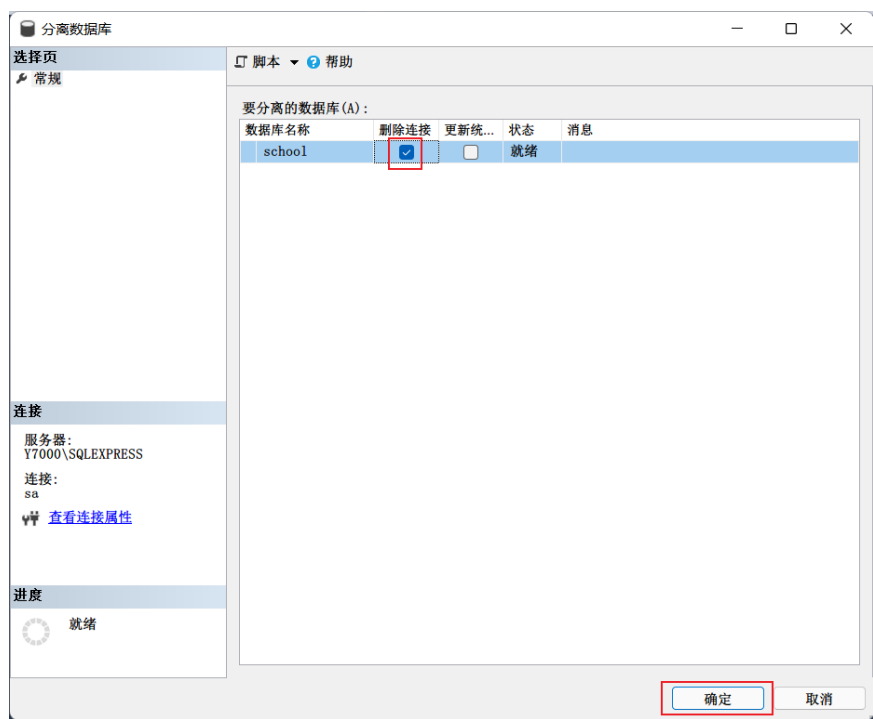 分离数据库
选择页
常规
脚本 帮助
要分离的数据库(A):
数据库名称 删除连接 更新统... 状态 消息
school 就绪
连接
服务器:
Y7000\SQLEXPRESS
连接:
sa
查看连接属性
进度
就绪
确定 取消